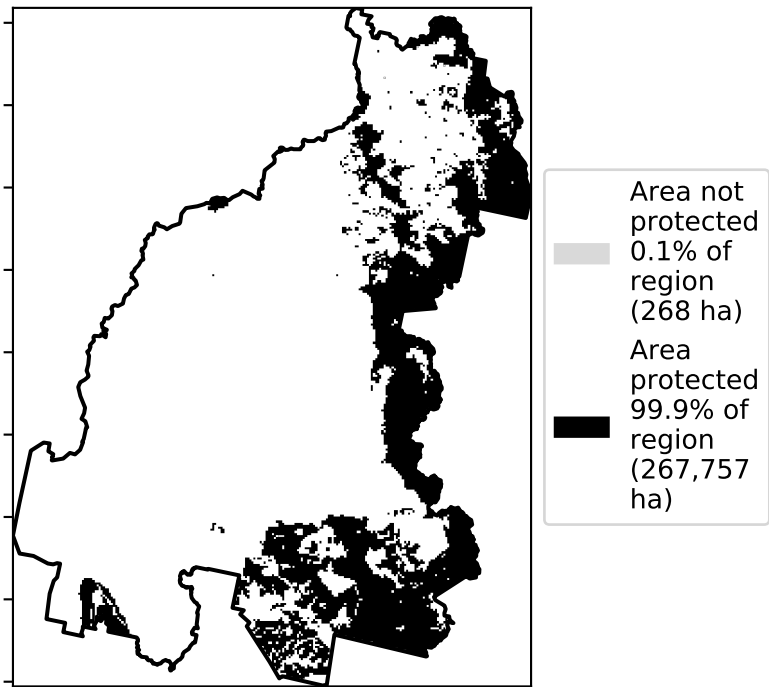 Area not
protected
0.1% of
region
(268 ha)
Area
protected
99.9% of
region
(267,757
ha)